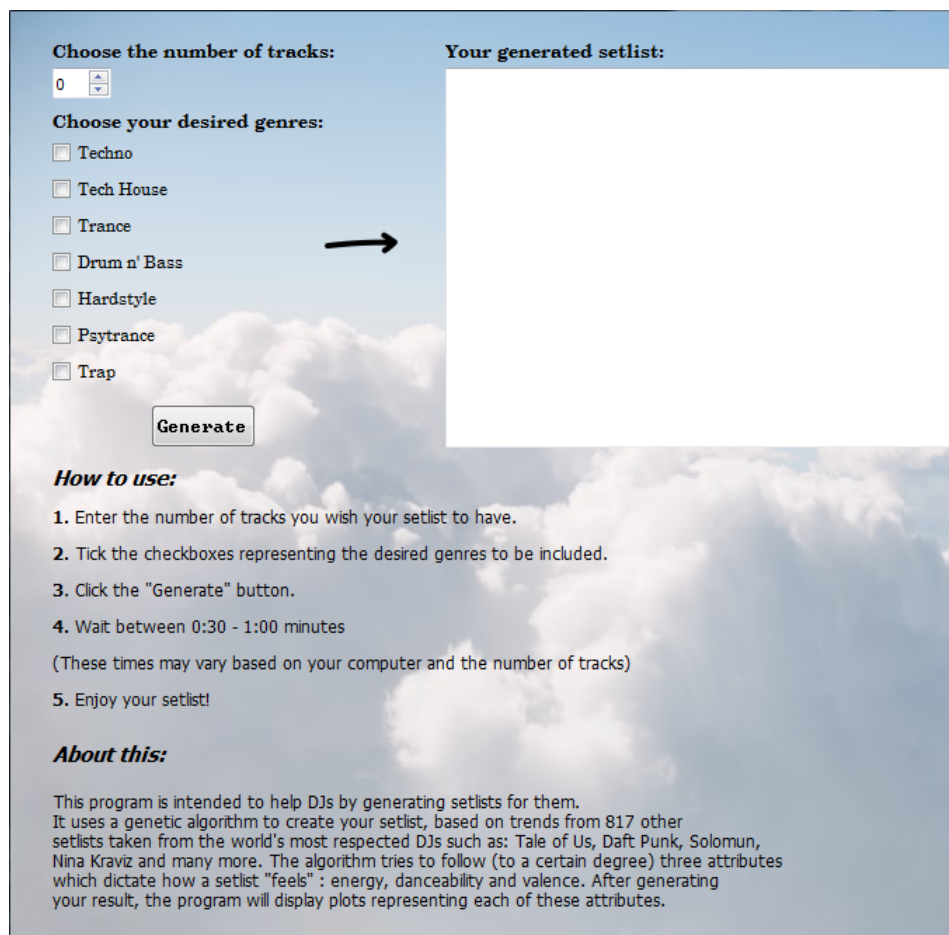 Choose the number of tracks:
0
Choose your desired genres:
Techno
Tech House
Trance
Drum n' Bass
Hardstyle
Psytrance
Trap
Generate
Your generated setlist:
How to use:
1. Enter the number of tracks you wish your setlist to have.
2. Tick the checkboxes representing the desired genres to be included.
3. Click the "Generate" button.
4. Wait between 0:30 - 1:00 minutes
(These times may vary based on your computer and the number of tracks)
5. Enjoy your setlist!
About this:
This program is intended to help DJs by generating setlists for them.
It uses a genetic algorithm to create your setlist, based on trends from 817 other
setlists taken from the world's most respected DJs such as: Tale of Us, Daft Punk, Solomun,
Nina Kraviz and many more. The algorithm tries to follow (to a certain degree) three attributes
which dictate how a setlist "feels" : energy, danceability and valence. After generating
your result, the program will display plots representing each of these attributes.